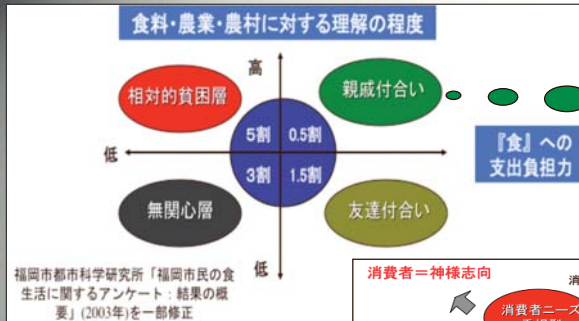 食料・農業・農村に対する理解の程度
高
相対的貧困層
親戚付合い
5割
0.5割
低
『食』への
支出負担力
3割
1.5割
無関心層
友達付合い
低
福岡市都市科学研究所「福岡市民の食
生活に関するアンケート：結果の概
要」(2003年)を一部修正
消費者＝神様志向
消
消費者ニーズ